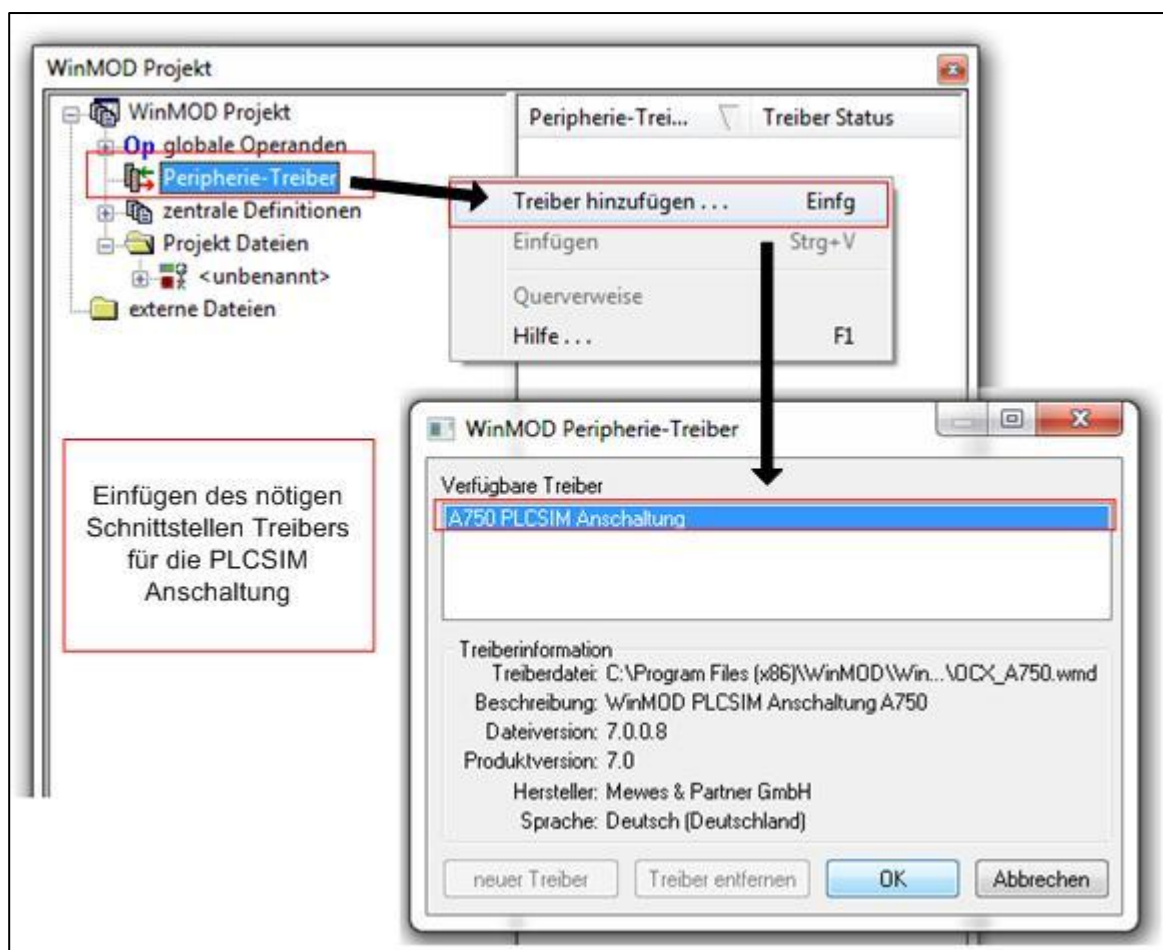 WinMOD Projekt
WinMOD Projekt
Op globale Operanden
Peripherie-Treiber
zentrale Definitionen
Projekt Dateien
<unbenannt>
externe Dateien
Peripherie-Trei... Treiber Status
Treiber hinzufügen . . . Einfg
Einfügen Strg+V
Querverweise
Hilfe . . . F1
Einfügen des nötigen
Schnittstellen Treibers
für die PLCSIM
Anschaltung
WinMOD Peripherie-Treiber
Verfügbare Treiber
A750 PLCSIM Anschaltung
Treiberinformation
Treiberdatei: C:\Program Files (x86)\WinMOD\Win...\OCX_A750.wmd
Beschreibung: WinMOD PLCSIM Anschaltung A750
Dateiversion: 7.0.0.8
Produktversion: 7.0
Hersteller: Mewes & Partner GmbH
Sprache: Deutsch (Deutschland)
neuer Treiber Treiber entfernen OK Abbrechen